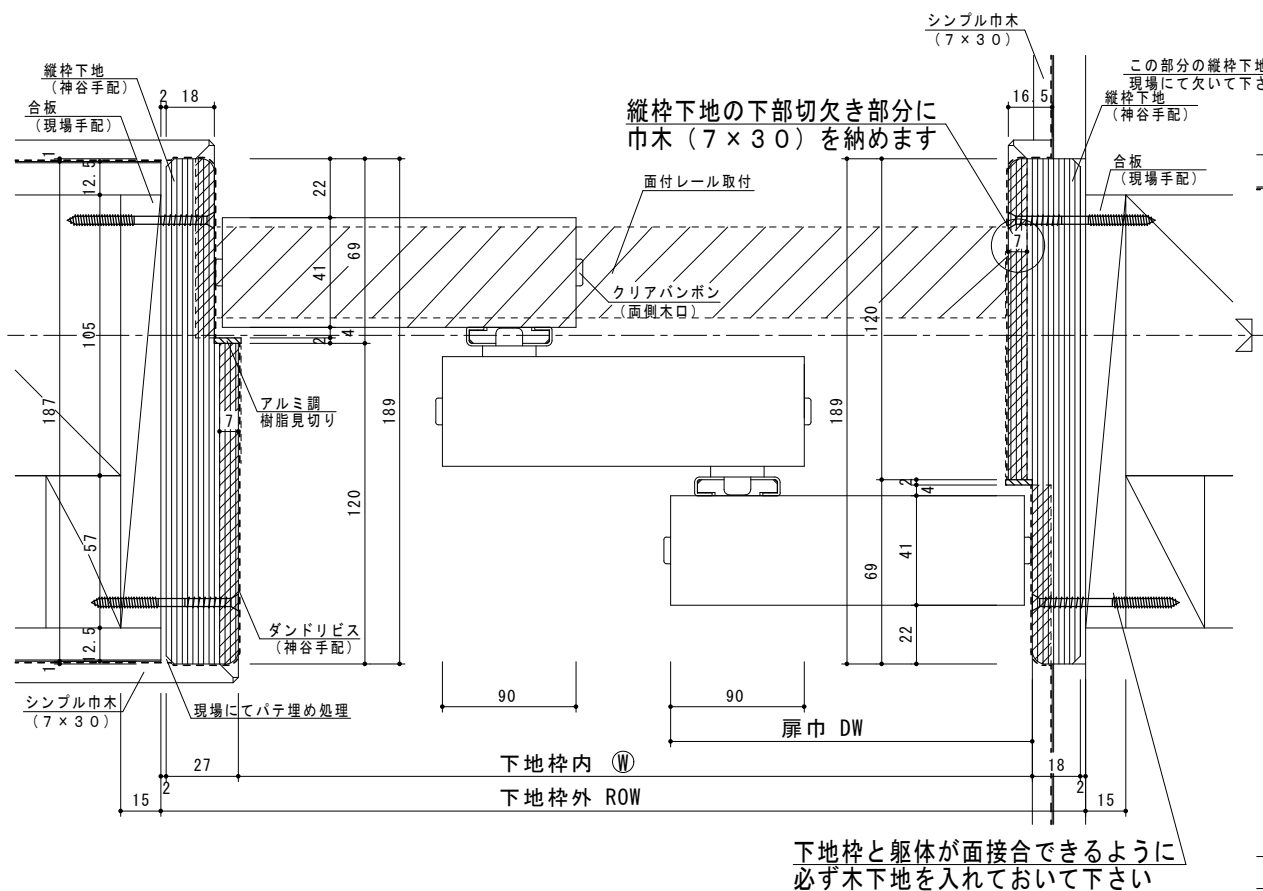 シンプル巾木
(7×30)
縦枠下地
(神谷手配)
合板
(現場手配)
2
18
縦枠下地の下部切欠き部分に
巾木(7×30)を納めます
16.5
この部分の縦枠下地
現場にて欠いて下さ
縦枠下地
(神谷手配)
合板
(現場手配)
面付レール取付
1
12.5
22
69
41
4
2
7
クリアバンポン
(両側木口)
120
105
187
アルミ調
樹脂見切り
7
189
189
120
2
4
57
41
69
22
12.5
1
ダンドリビス
(神谷手配)
シンプル巾木
(7×30)
現場にてパテ埋め処理
90
90
扉巾 DW
27
下地枠内 Ⓦ
18
2
2
15
下地枠外 ROW
15
下地枠と躯体が面接合できるように
必ず木下地を入れておいて下さい